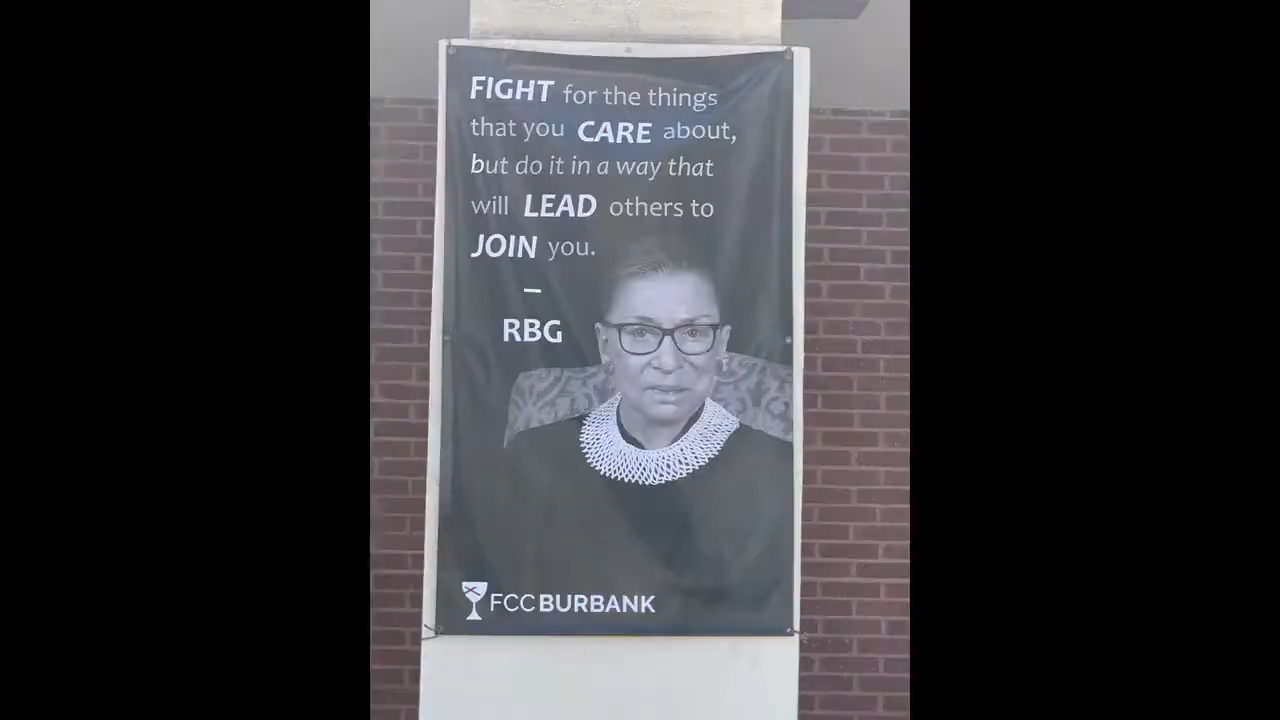 FIGHT for the things
that you CARE about,
but do it in a way that
will LEAD others to
JOIN you.
–
RBG
FCC BURBANK